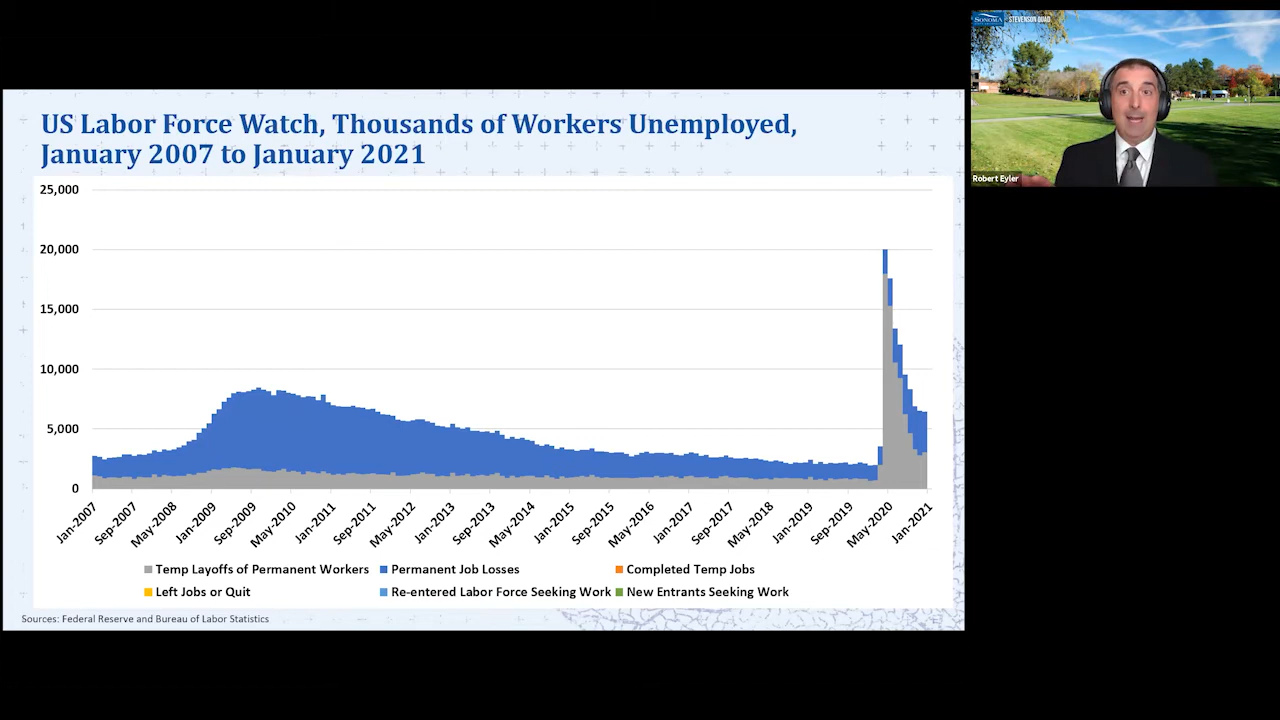 US Labor Force Watch, Thousands of Workers Unemployed,
January 2007 to January 2021
25,000
20,000
15,000
10,000
5,000
0
Jan-2007
Sep-2007
May-2008
Jan-2009
Sep-2009
May-2010
Jan-2011
Sep-2011
May-2012
Jan-2013
Sep-2013
May-2014
Jan-2015
Sep-2015
May-2016
Jan-2017
Sep-2017
May-2018
Jan-2019
Sep-2019
May-2020
Jan-2021
Temp Layoffs of Permanent Workers
Permanent Job Losses
Completed Temp Jobs
Left Jobs or Quit
Re-entered Labor Force Seeking Work
New Entrants Seeking Work
Sources: Federal Reserve and Bureau of Labor Statistics
SONOMA
STEVENSON QUAD
Robert Eyler